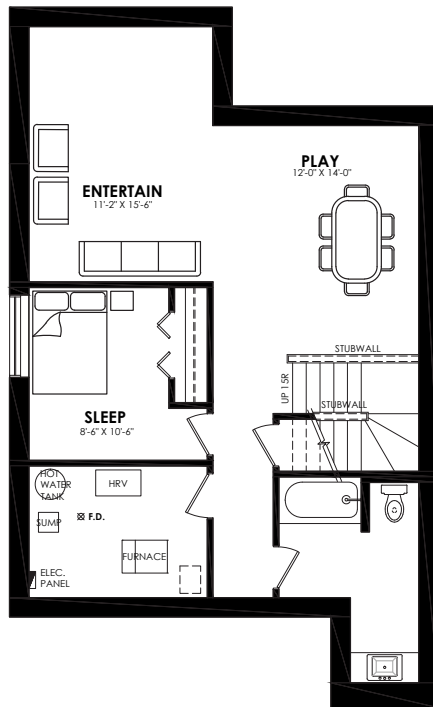 PLAY
12'-0" X 14'-0"
ENTERTAIN
11'-2" X 15'-6"
STUBWALL
UP 15R
STUBWALL
SLEEP
8'-6" X 10'-6"
HOT
WATER
TANK
HRV
SUMP
F.D.
FURNACE
ELEC.
PANEL